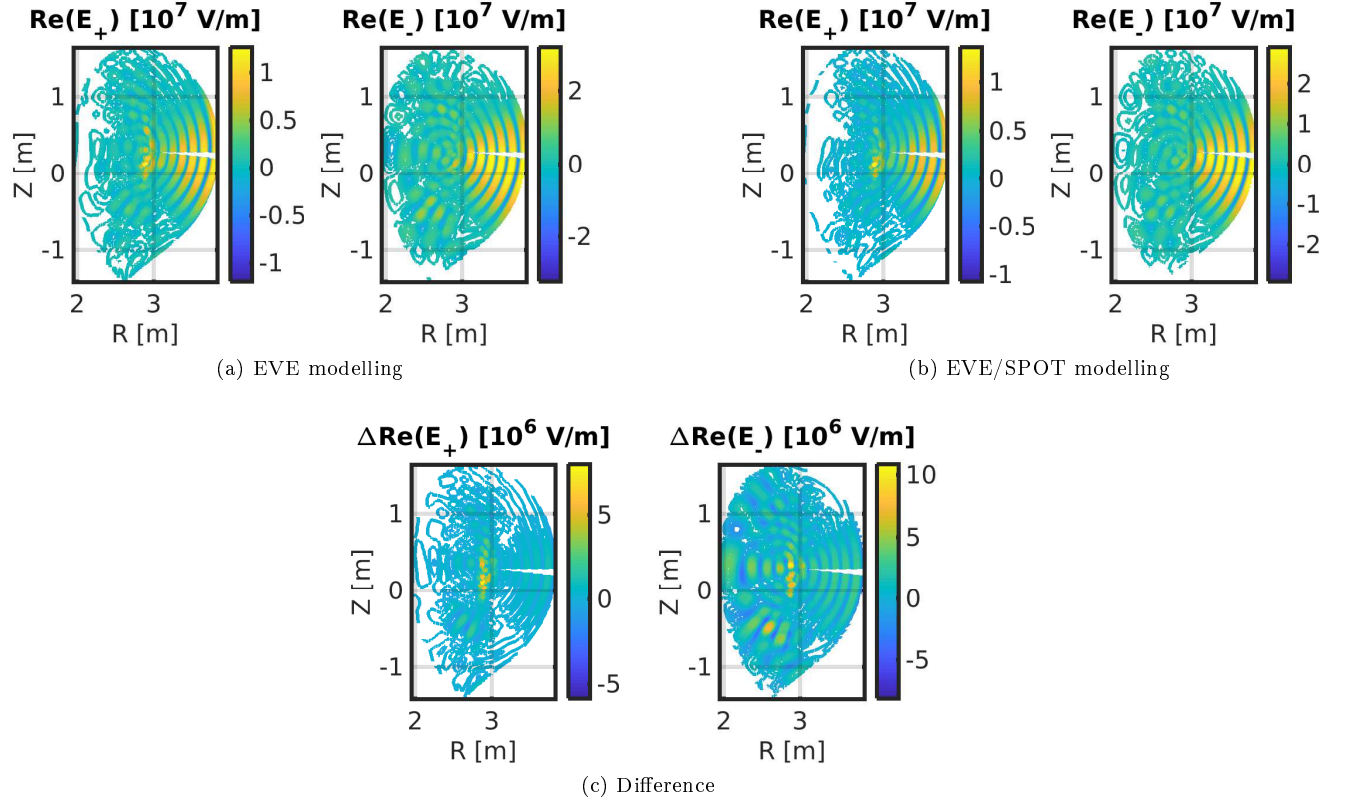 Re(E+) [10^7 V/m]
Re(E-) [10^7 V/m]
Re(E+) [10^7 V/m]
Re(E-) [10^7 V/m]
Z [m]
1
0
-1
2
3
R [m]
1
0.5
0
-0.5
-1
Z [m]
1
0
-1
2
3
R [m]
2
0
-2
Z [m]
1
0
-1
2
3
R [m]
1
0.5
0
-0.5
-1
Z [m]
1
0
-1
2
3
R [m]
2
1
0
-1
-2
(a) EVE modelling
(b) EVE/SPOT modelling
ΔRe(E+) [10^6 V/m]
ΔRe(E-) [10^6 V/m]
Z [m]
1
0
-1
2
3
R [m]
5
0
-5
Z [m]
1
0
-1
2
3
R [m]
10
5
0
-5
(c) Difference